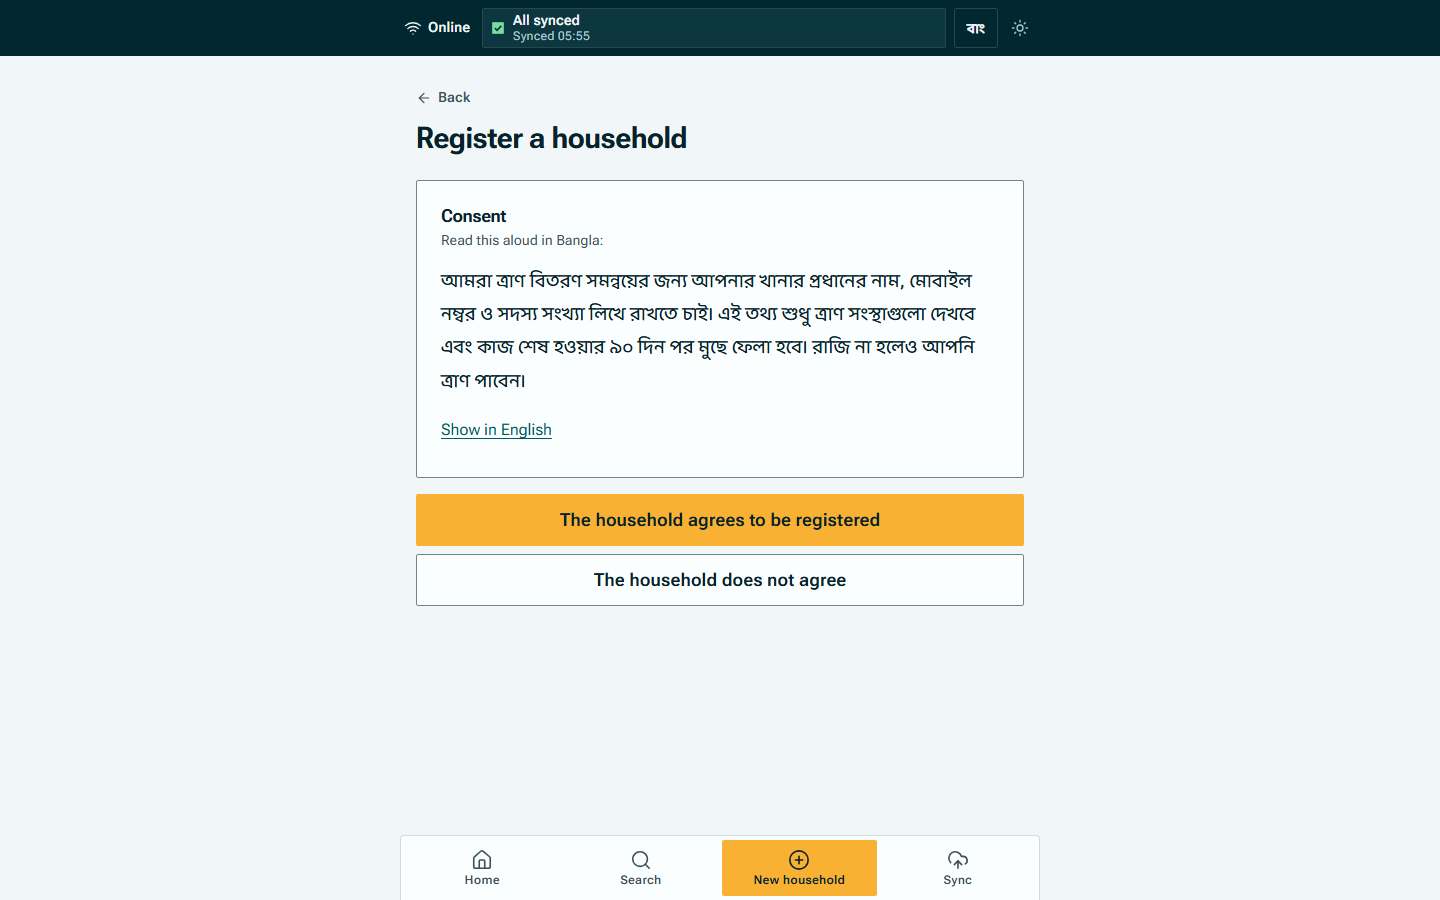 Online
All synced
Synced 05:55
বাং
Back
Register a household
Consent
Read this aloud in Bangla:
আমরা ত্রাণ বিতরণ সমন্বয়ের জন্য আপনার খানার প্রধানের নাম, মোবাইল
নম্বর ও সদস্য সংখ্যা লিখে রাখতে চাই। এই তথ্য শুধু ত্রাণ সংস্থাগুলো দেখবে
এবং কাজ শেষ হওয়ার ৯০ দিন পর মুছে ফেলা হবে। রাজি না হলেও আপনি
ত্রাণ পাবেন।
Show in English
The household agrees to be registered
The household does not agree
Home
Search
New household
Sync